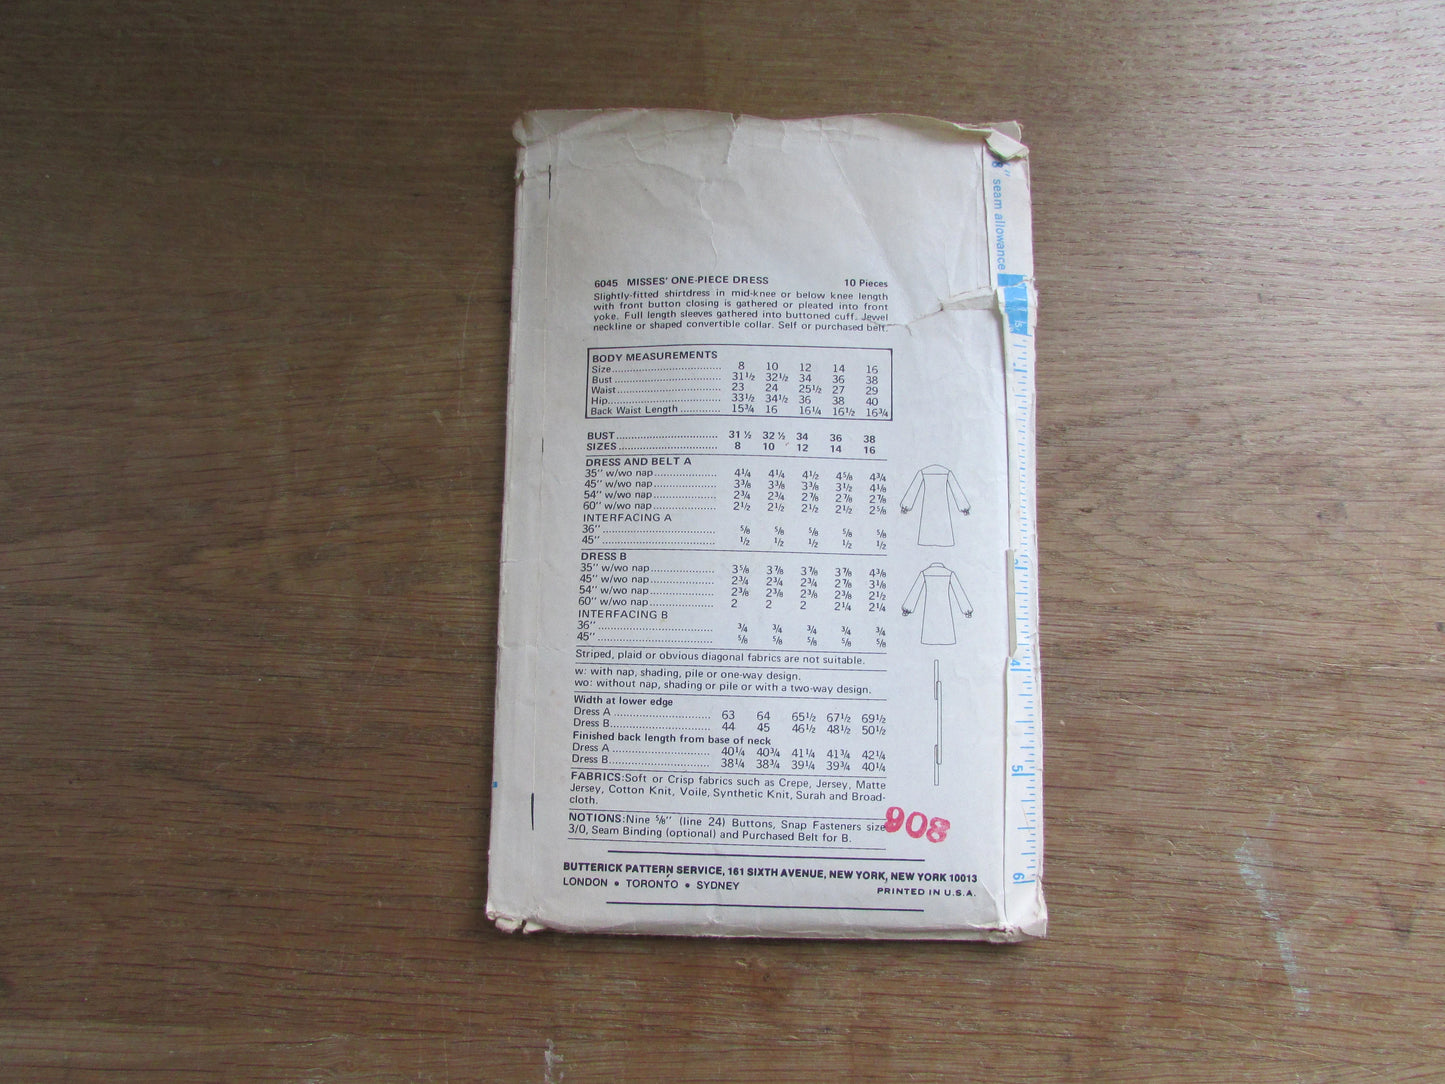 6045 MISSES' ONE-PIECE DRESS 10 Pieces
Slightly-fitted shirtdress in mid-knee or below knee length
with front button closing is gathered or pleated into front
yoke. Full length sleeves gathered into buttoned cuff. Jewel
neckline or shaped convertible collar. Self or purchased belt.
BODY MEASUREMENTS
Size 8 10 12 14 16
Bust 31½ 32½ 34 36 38
Waist 23 24 25½ 27 29
Hip 33½ 34½ 36 38 40
Back Waist Length 15¾ 16 16¼ 16½ 16¾
BUST 31 ½ 32 ½ 34 36 38
SIZES 8 10 12 14 16
DRESS AND BELT A
35" w/wo nap 4¼ 4¼ 4½ 4⅝ 4¾
45" w/wo nap 3⅜ 3⅜ 3⅜ 3½ 4⅛
54" w/wo nap 2¾ 2¾ 2⅞ 2⅞ 2⅞
60" w/wo nap 2½ 2½ 2½ 2½ 2⅝
INTERFACING A
36" ⅝ ⅝ ⅝ ⅝ ⅝
45" ½ ½ ½ ½ ½
DRESS B
35" w/wo nap 3⅝ 3⅞ 3⅞ 3⅞ 4⅜
45" w/wo nap 2¾ 2¾ 2¾ 2⅞ 3⅛
54" w/wo nap 2⅜ 2⅜ 2⅜ 2⅜ 2½
60" w/wo nap 2 2 2 2¼ 2¼
INTERFACING B
36" ¾ ¾ ¾ ¾ ¾
45" ⅝ ⅝ ⅝ ⅝ ⅝
Striped, plaid or obvious diagonal fabrics are not suitable.
w: with nap, shading, pile or one-way design.
wo: without nap, shading or pile or with a two-way design.
Width at lower edge
Dress A 63 64 65½ 67½ 69½
Dress B 44 45 46½ 48½ 50½
Finished back length from base of neck
Dress A 40¼ 40¾ 41¼ 41¾ 42¼
Dress B 38¼ 38¾ 39¼ 39¾ 40¼
FABRICS:Soft or Crisp fabrics such as Crepe, Jersey, Matte
Jersey, Cotton Knit, Voile, Synthetic Knit, Surah and Broad-
cloth.
NOTIONS:Nine ⅝" (line 24) Buttons, Snap Fasteners size
3/0, Seam Binding (optional) and Purchased Belt for B.
BUTTERICK PATTERN SERVICE, 161 SIXTH AVENUE, NEW YORK, NEW YORK 10013
LONDON • TORONTO • SYDNEY PRINTED IN U.S.A.
seam allowance
4
5
6